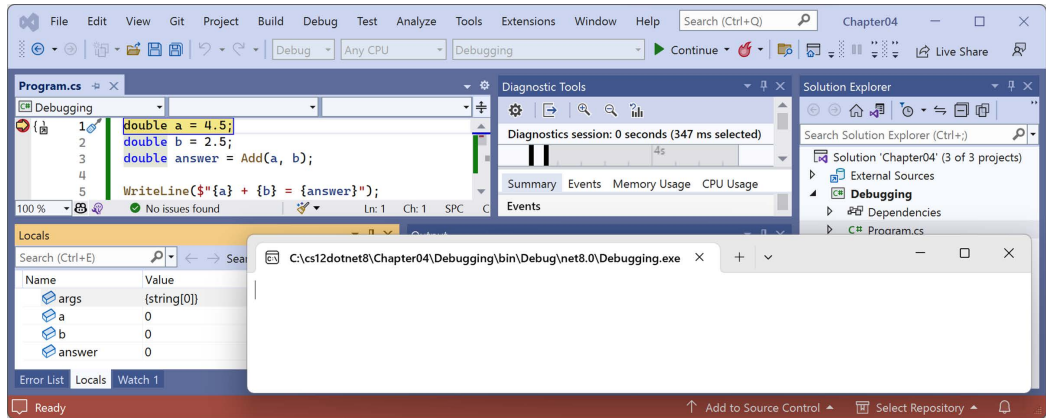 File Edit View Git Project Build Debug Test Analyze Tools Extensions Window Help Search (Ctrl+Q) Chapter04
Debug Any CPU Debugging Continue Live Share
Program.cs
Debugging
1 double a = 4.5;
2 double b = 2.5;
3 double answer = Add(a, b);
4
5 WriteLine($"{a} + {b} = {answer}");
100 % No issues found Ln: 1 Ch: 1 SPC
Diagnostic Tools
Diagnostics session: 0 seconds (347 ms selected)
4s
Summary Events Memory Usage CPU Usage
Events
Solution Explorer
Search Solution Explorer (Ctrl+;)
Solution 'Chapter04' (3 of 3 projects)
External Sources
C# Debugging
Dependencies
C# Program.cs
Locals
Search (Ctrl+E)
Name Value
args {string[0]}
a 0
b 0
answer 0
Error List Locals Watch 1
Output
C:\cs12dotnet8\Chapter04\Debugging\bin\Debug\net8.0\Debugging.exe
Ready Add to Source Control Select Repository